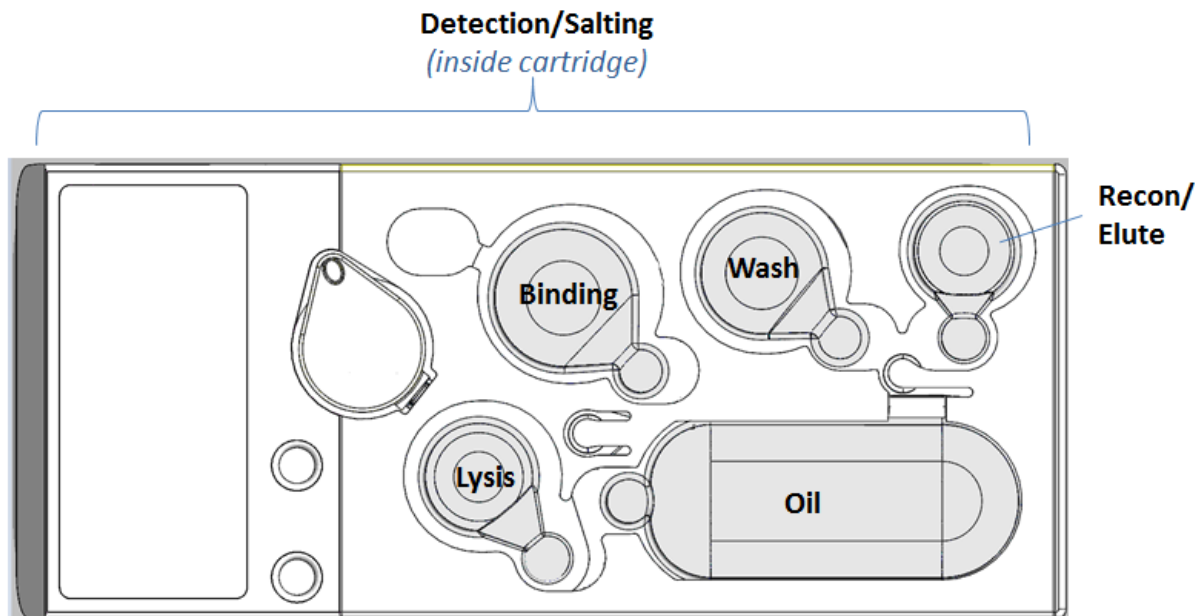 Detection/Salting
(inside cartridge)
Recon/
Elute
Wash
Binding
Lysis
Oil